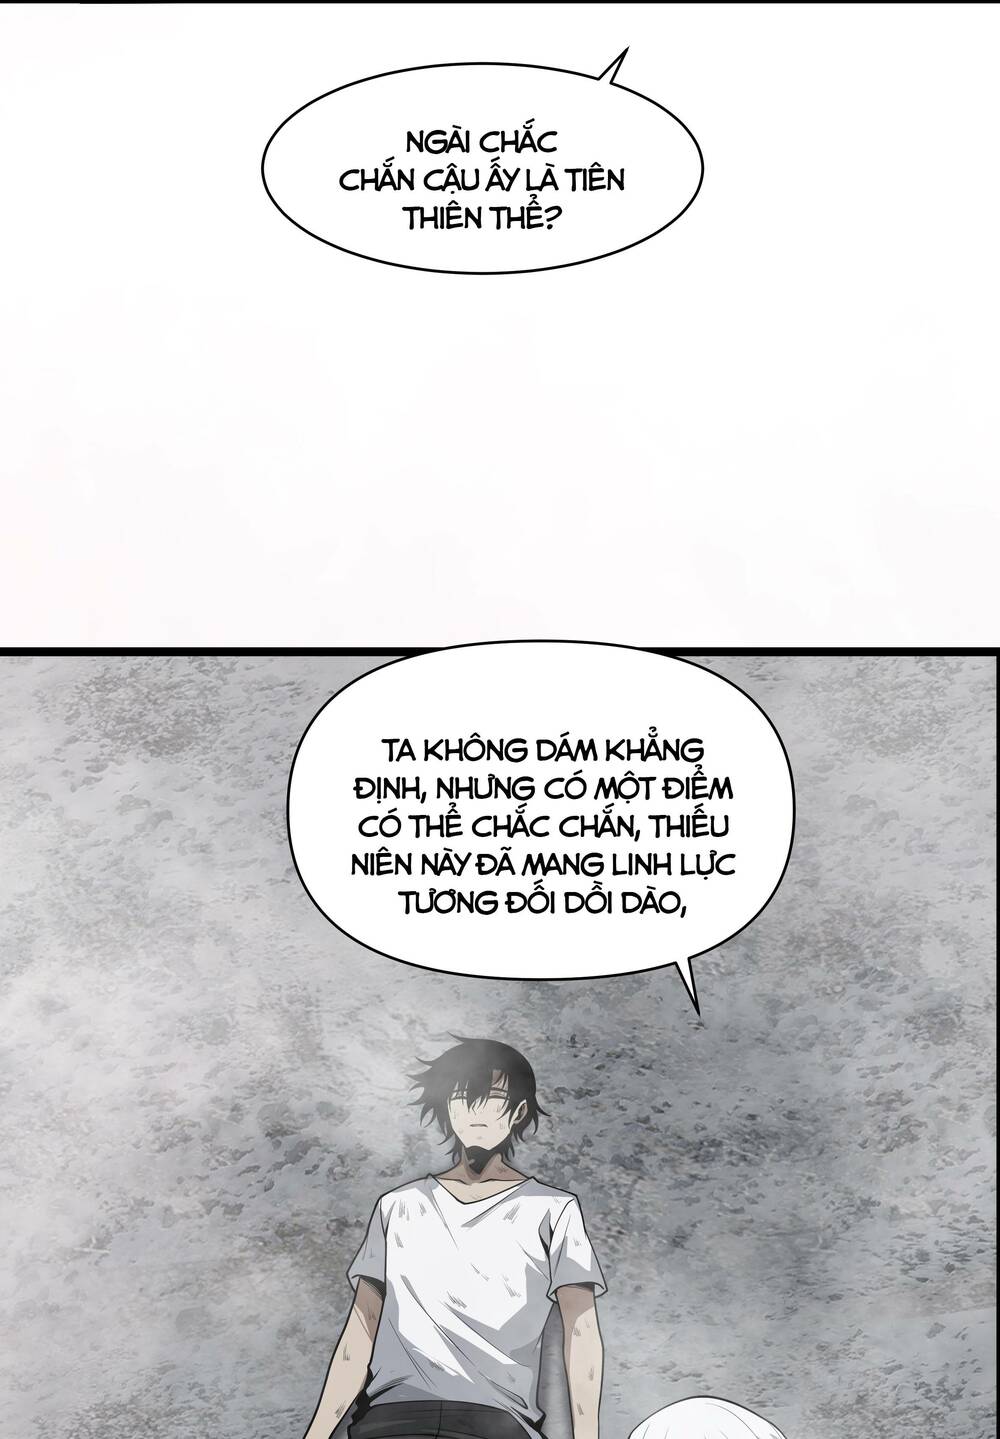 NGÀI CHẮC
CHẮN CẬU ẤY LÀ TIÊN
THIÊN THỂ?
TA KHÔNG DÁM KHẲNG
ĐỊNH, NHƯNG CÓ MỘT ĐIỂM
CÓ THỂ CHẮC CHẮN, THIẾU
NIÊN NÀY ĐÃ MANG LINH LỰC
TƯƠNG ĐỐI DỒI DÀO,